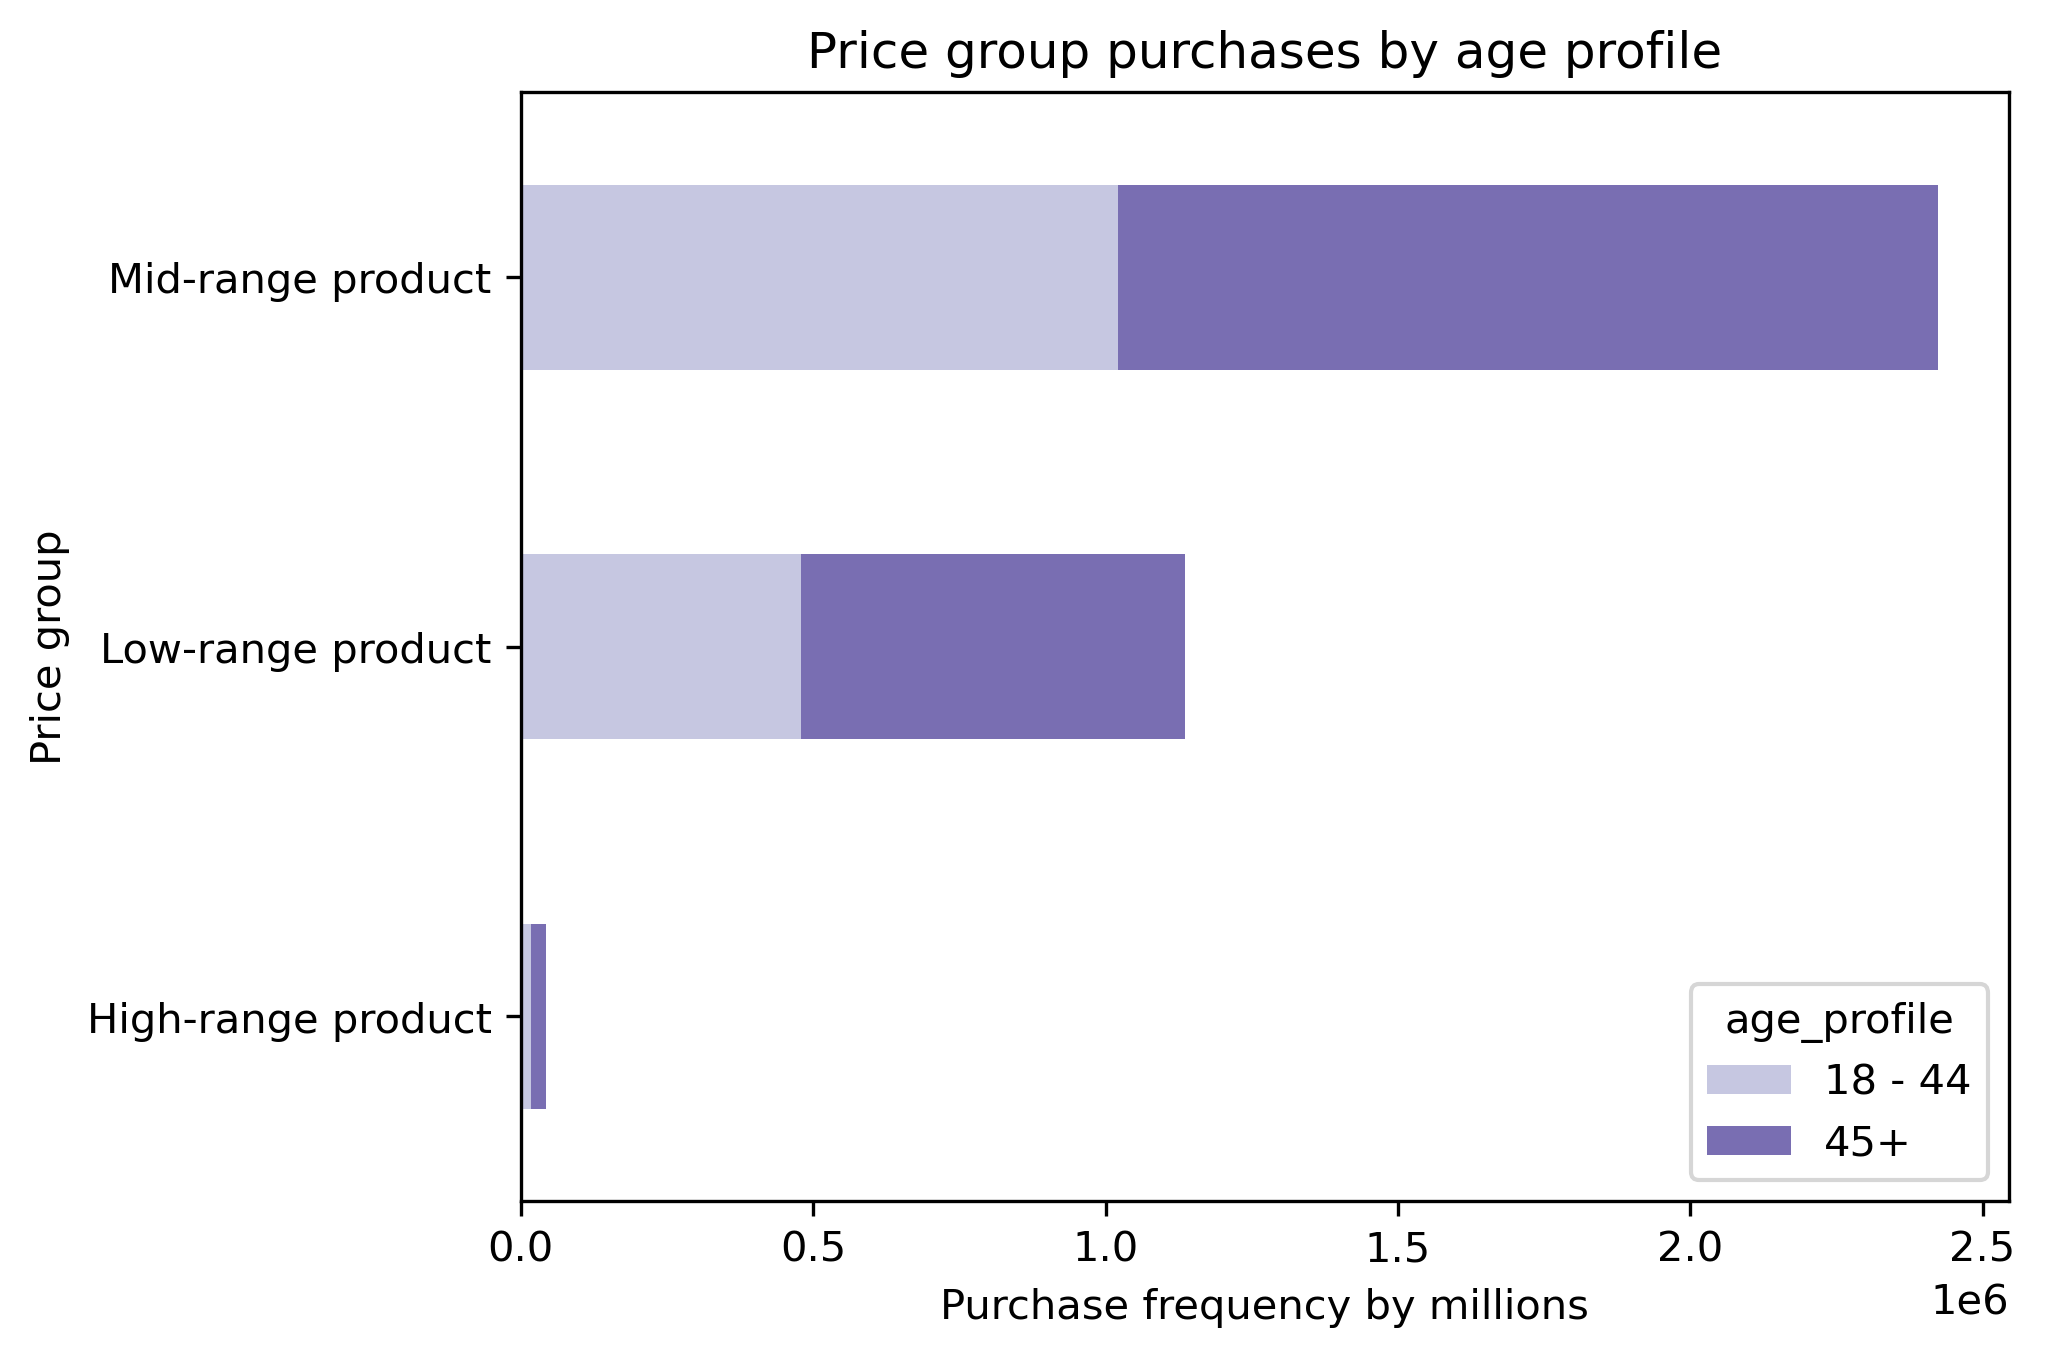 Price group purchases by age profile
Price group
Mid-range product
Low-range product
High-range product
age_profile
18 - 44
45+
0.0 0.5 1.0 1.5 2.0 2.5
1e6
Purchase frequency by millions